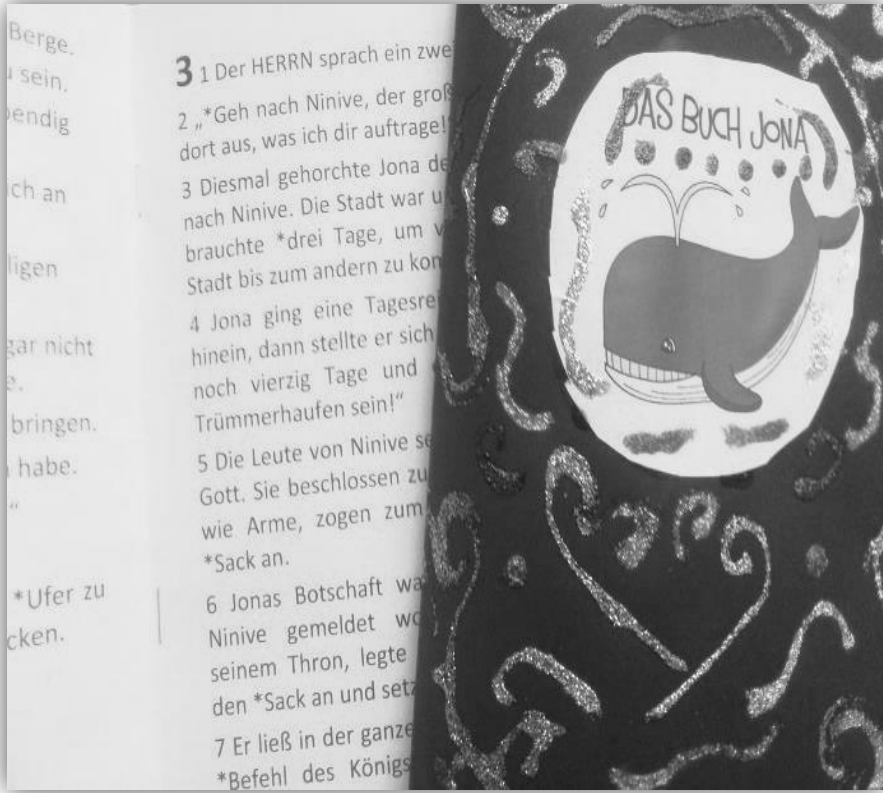 Berge.
sein.
bendig
ich an
ligen
gar nicht
bringen.
habe.
“
*Ufer zu
cken.
3 1 Der HERRN sprach ein zwe
2 „*Geh nach Ninive, der groß
dort aus, was ich dir auftrage!
3 Diesmal gehorchte Jona de
nach Ninive. Die Stadt war u
brauchte *drei Tage, um v
Stadt bis zum andern zu kon
4 Jona ging eine Tagesrei
hinein, dann stellte er sich
noch vierzig Tage und
Trümmerhaufen sein!“
5 Die Leute von Ninive se
Gott. Sie beschlossen zu
wie Arme, zogen zum
*Sack an.
6 Jonas Botschaft wa
Ninive gemeldet wo
seinem Thron, legte
den *Sack an und setz
7 Er ließ in der ganze
*Befehl des Königs
DAS BUCH JONA